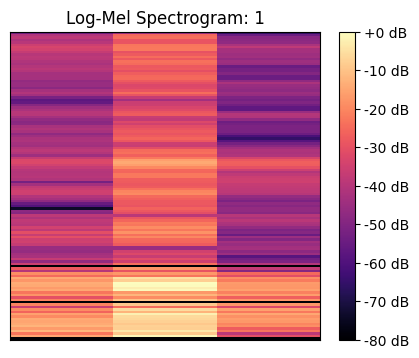 Log-Mel Spectrogram: 1
+0 dB
-10 dB
-20 dB
-30 dB
-40 dB
-50 dB
-60 dB
-70 dB
-80 dB